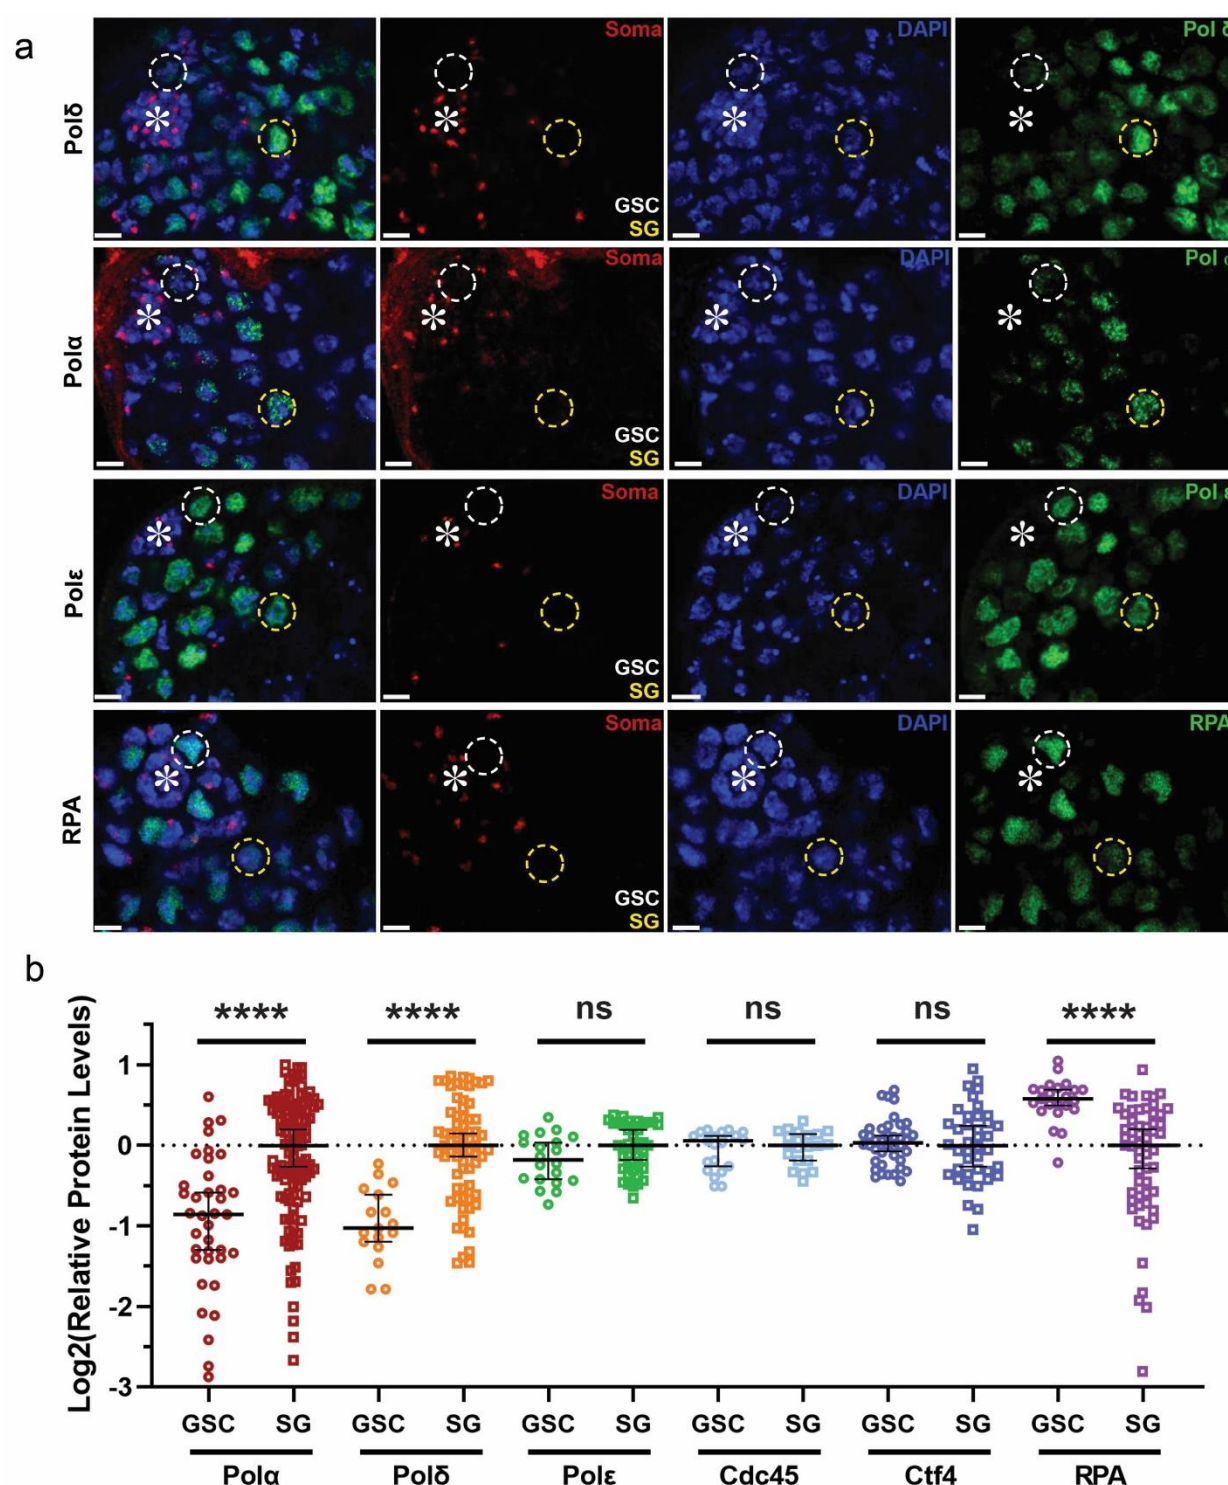 a
Soma DAPI Pol δ
Polδ
GSC
SG
Soma DAPI Pol
Polα
GSC
SG
Soma DAPI Pol ε
Polε
GSC
SG
Soma DAPI RPA
RPA
GSC
SG
b
**** **** ns ns ns ****
Log2(Relative Protein Levels)
1
0
-1
-2
-3
GSC SG GSC SG GSC SG GSC SG GSC SG GSC SG
Polα Polδ Polε Cdc45 Ctf4 RPA